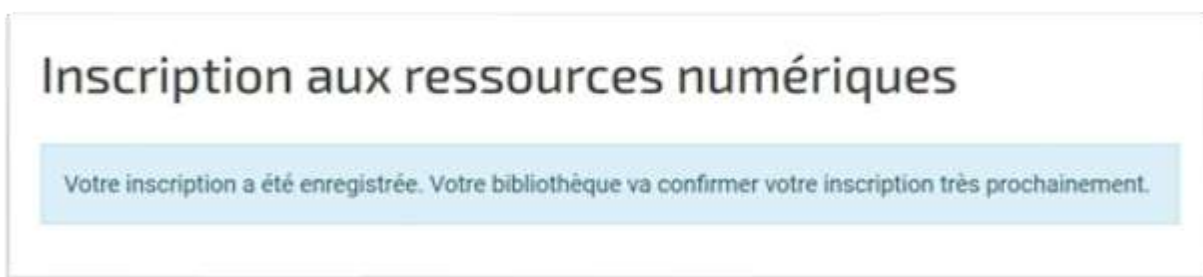 Inscription aux ressources numériques
Votre inscription a été enregistrée. Votre bibliothèque va confirmer votre inscription très prochainement.